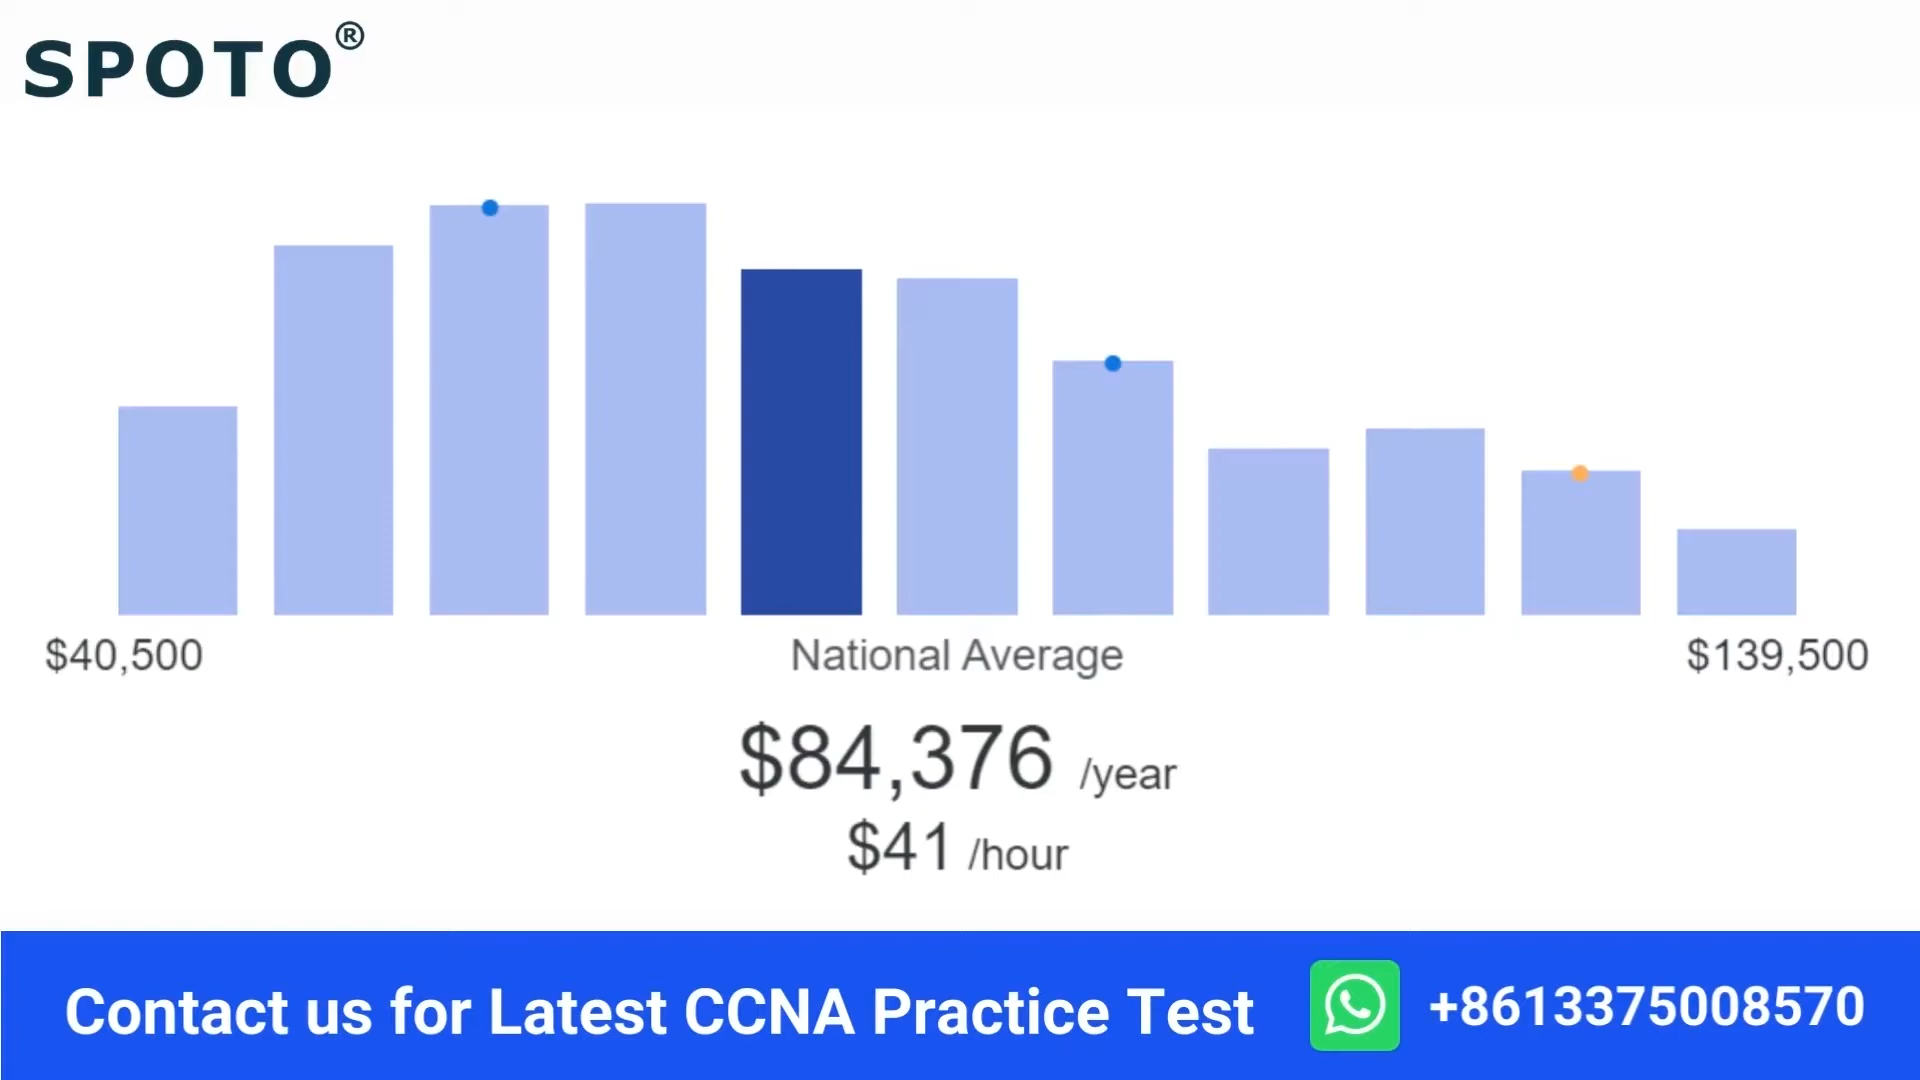 SPOTO®
$40,500
National Average
$139,500
$84,376 /year
$41 /hour
Contact us for Latest CCNA Practice Test
+8613375008570